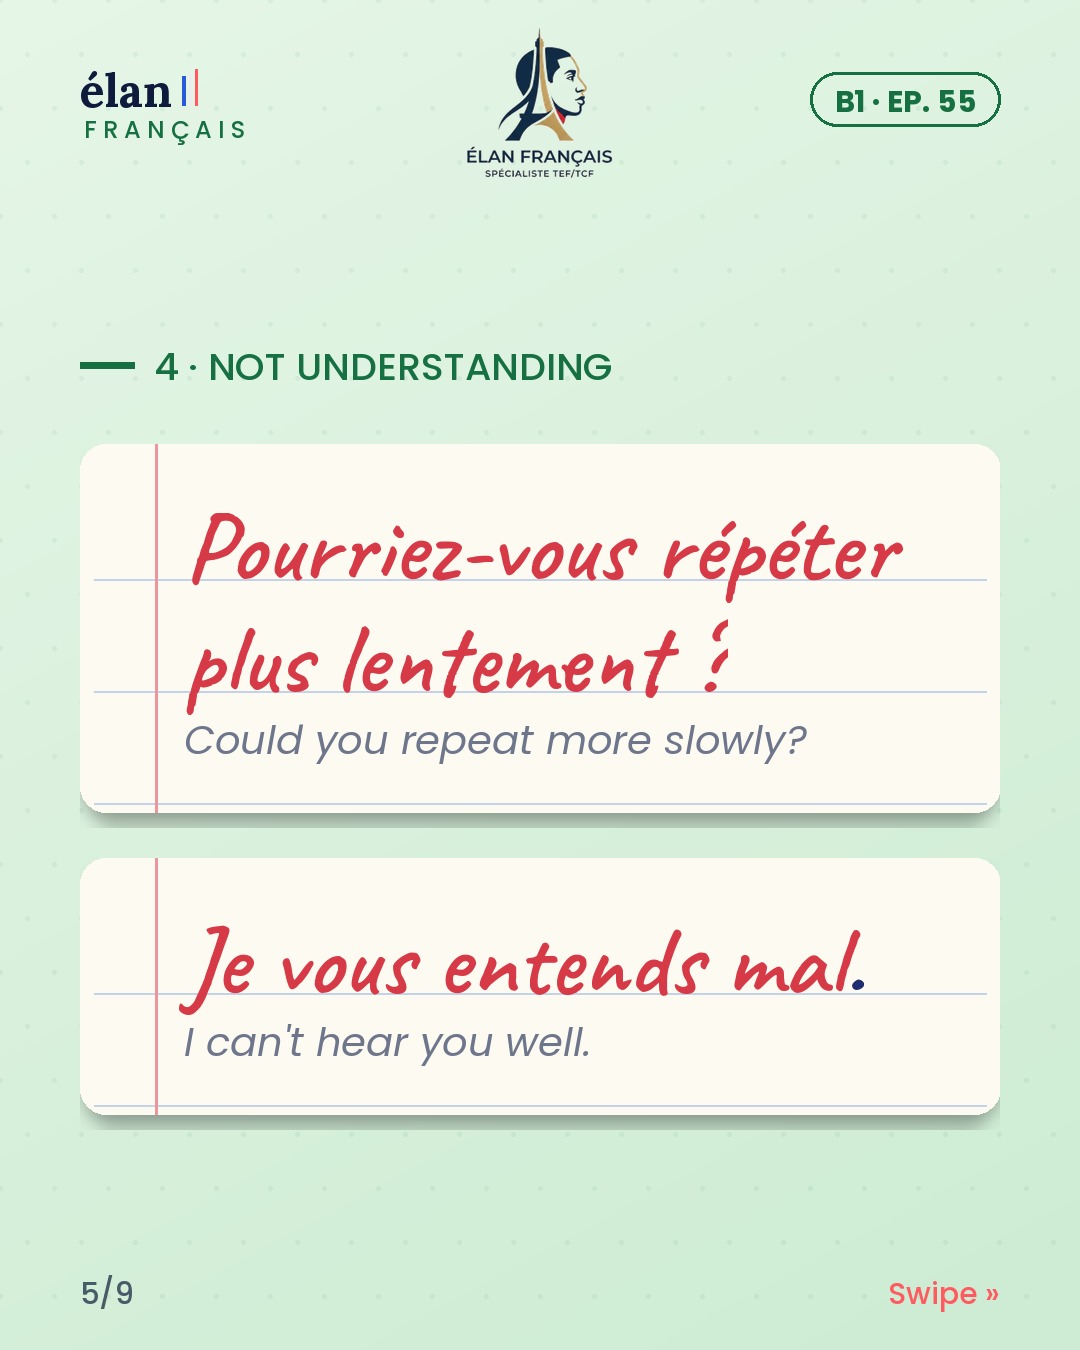 élan
FRANÇAIS
ÉLAN FRANÇAIS
SPÉCIALISTE TEF/TCF
B1 · EP. 55
4 · NOT UNDERSTANDING
Pourriez-vous répéter
plus lentement ?
Could you repeat more slowly?
Je vous entends mal.
I can't hear you well.
5/9
Swipe »